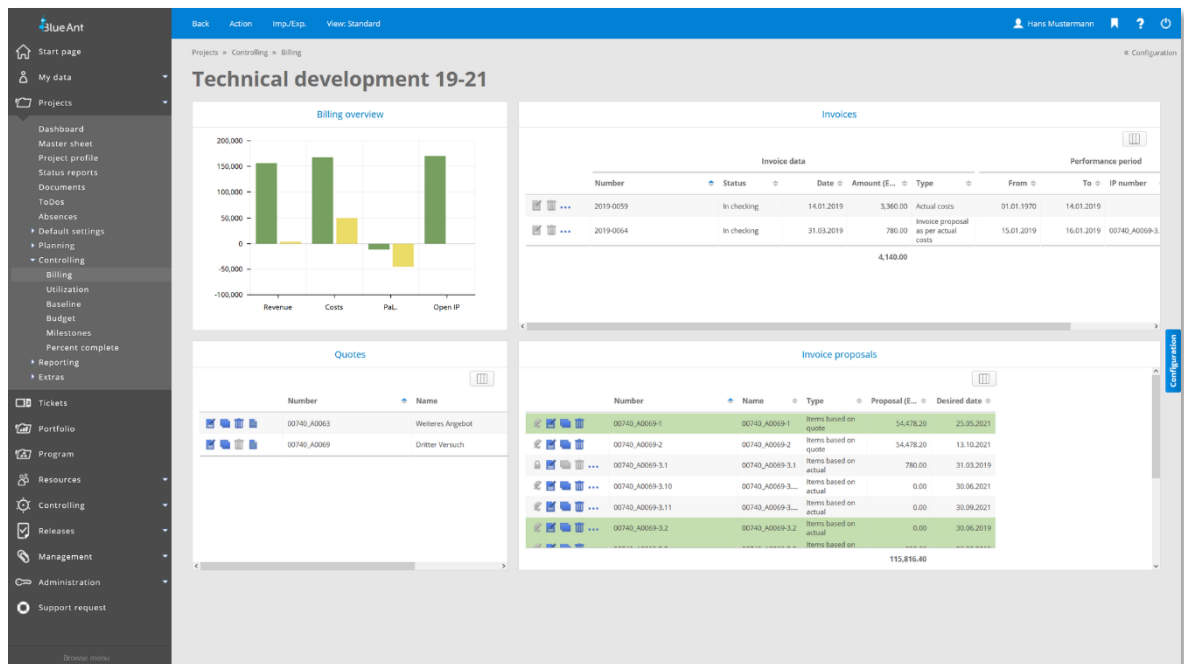 BlueAnt
Back Action Imp./Exp. View: Standard Hans Mustermann ?
Start page
My data
Projects
Dashboard
Master sheet
Project profile
Status reports
Documents
ToDos
Absences
Default settings
Planning
Controlling
Billing
Utilization
Baseline
Budget
Milestones
Percent complete
Reporting
Extras
Tickets
Portfolio
Program
Resources
Controlling
Releases
Management
Administration
Support request
Browse menu
Projects » Controlling » Billing « Configuration
Technical development 19-21
Billing overview
200,000
150,000
100,000
50,000
0
-50,000
-100,000
Revenue Costs PaL. Open IP
Invoices
Invoice data Performance period
Number Status Date Amount (E... Type From To IP number
2019-0059 In checking 14.01.2019 3,360.00 Actual costs 01.01.1970 14.01.2019
2019-0064 In checking 31.03.2019 780.00 Invoice proposal as per actual costs 15.01.2019 16.01.2019 00740_A0069-3.
4,140.00
Configuration
Quotes
Number Name
00740_A0063 Weiteres Angebot
00740_A0069 Dritter Versuch
Invoice proposals
Number Name Type Proposal (E... Desired date
00740_A0069-1 00740_A0069-1 Items based on quote 54,478.20 25.05.2021
00740_A0069-2 00740_A0069-2 Items based on quote 54,478.20 13.10.2021
00740_A0069-3.1 00740_A0069-3.1 Items based on actual 780.00 31.03.2019
00740_A0069-3.10 00740_A0069-3.... Items based on actual 0.00 30.06.2021
00740_A0069-3.11 00740_A0069-3.... Items based on actual 0.00 30.09.2021
00740_A0069-3.2 00740_A0069-3.2 Items based on actual 0.00 30.06.2019
Items based on
115,816.40